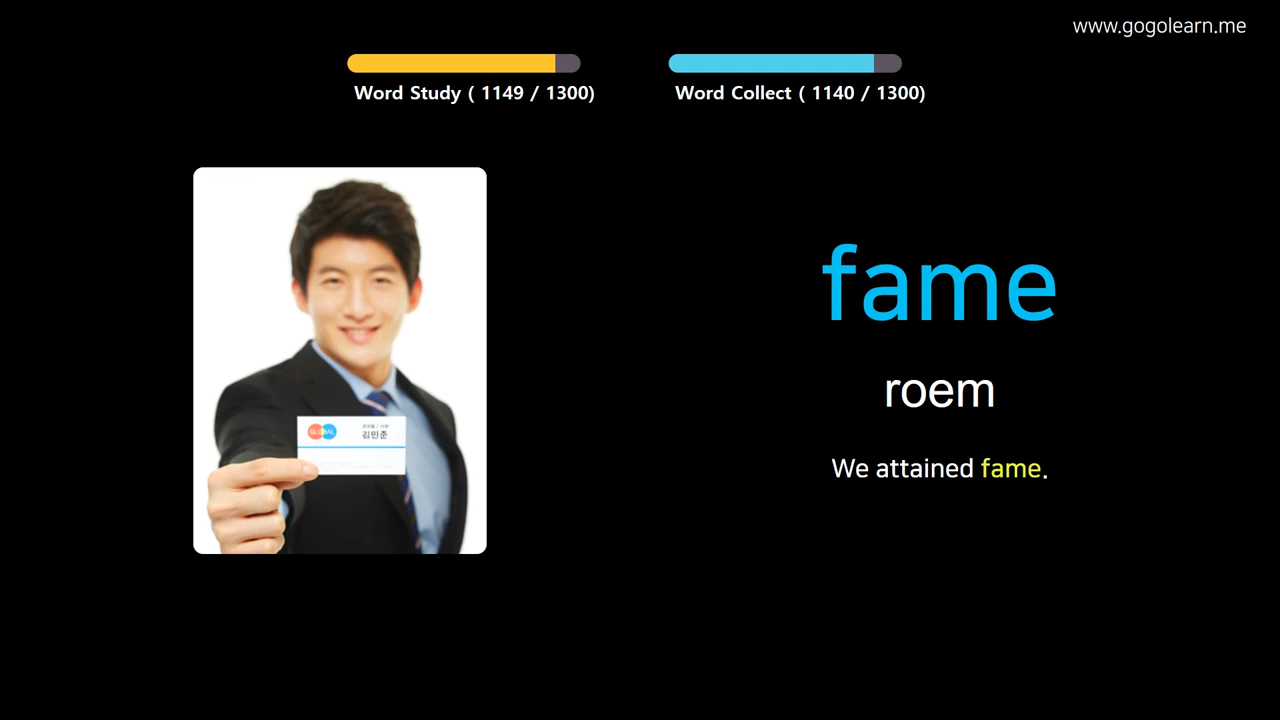 www.gogolearn.me
Word Study ( 1149 / 1300)
Word Collect ( 1140 / 1300)
GLOBAL
김민준
fame
roem
We attained fame.